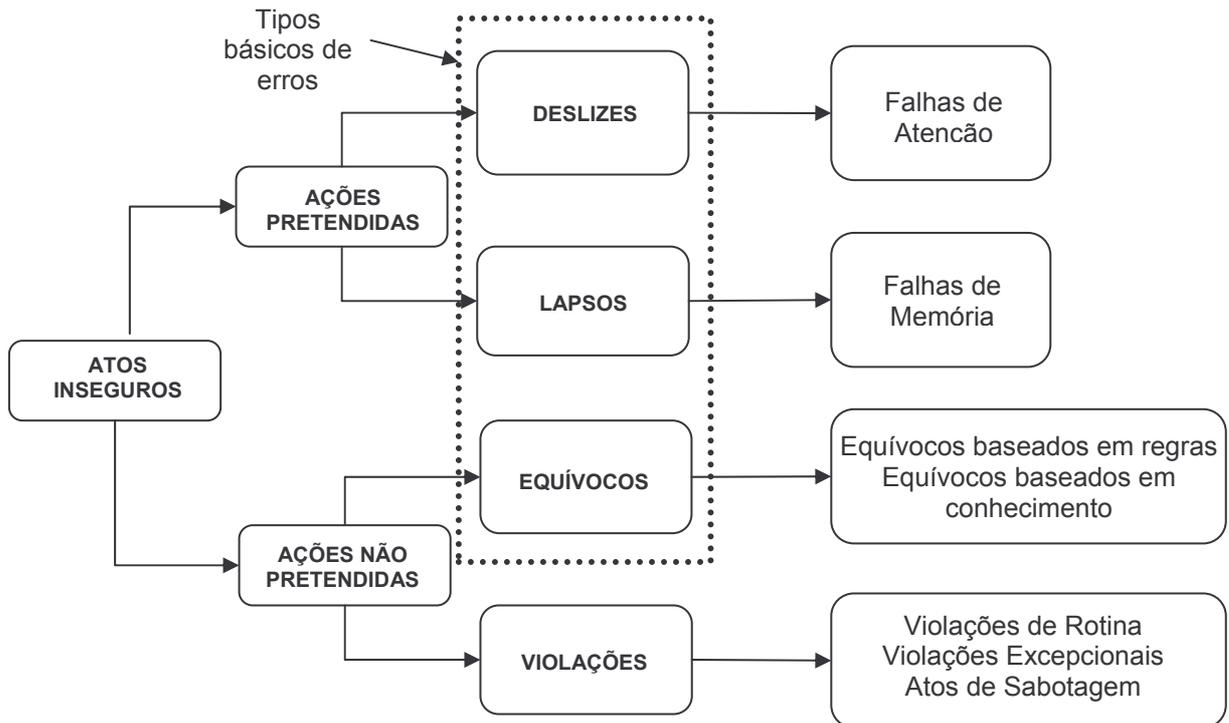 Tipos
básicos de
erros
DESLIZES
Falhas de
Atencão
AÇÕES
PRETENDIDAS
LAPSOS
Falhas de
Memória
ATOS
INSEGUROS
EQUÍVOCOS
Equívocos baseados em regras
Equívocos baseados em
conhecimento
AÇÕES NÃO
PRETENDIDAS
VIOLAÇÕES
Violações de Rotina
Violações Excepcionais
Atos de Sabotagem